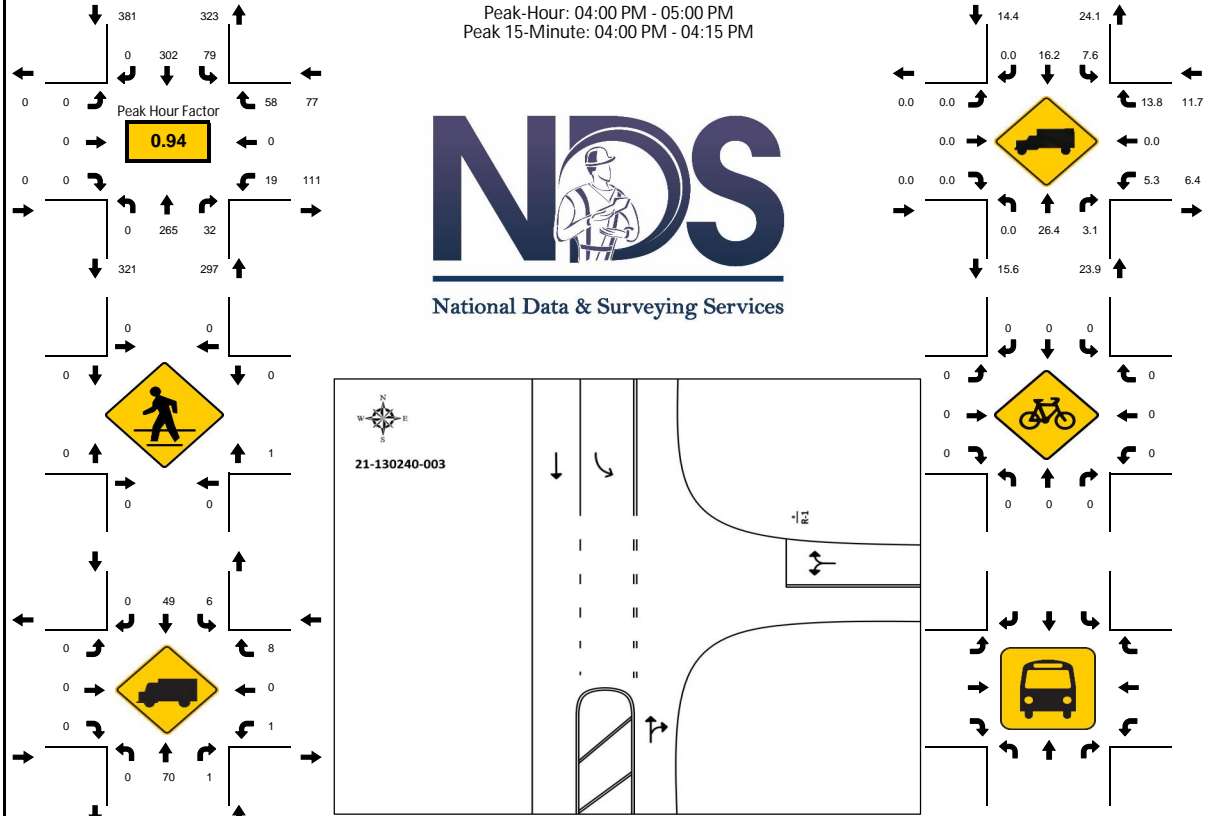 Peak-Hour: 04:00 PM - 05:00 PM
Peak 15-Minute: 04:00 PM - 04:15 PM
381 323
0 302 79
0 0 58 77
Peak Hour Factor
0.94
0 0
0 0 19 111
0 265 32
321 297
NDS
National Data & Surveying Services
14.4 24.1
0.0 16.2 7.6
0.0 0.0 13.8 11.7
0.0 0.0
0.0 0.0 5.3 6.4
0.0 26.4 3.1
15.6 23.9
0 0
0 0
0 1
0 0
0 0 0
0 0
0 0
0 0
0 0 0
N
W E
S
21-130240-003
R-1
0 49 6
0 8
0 0
0 1
0 70 1